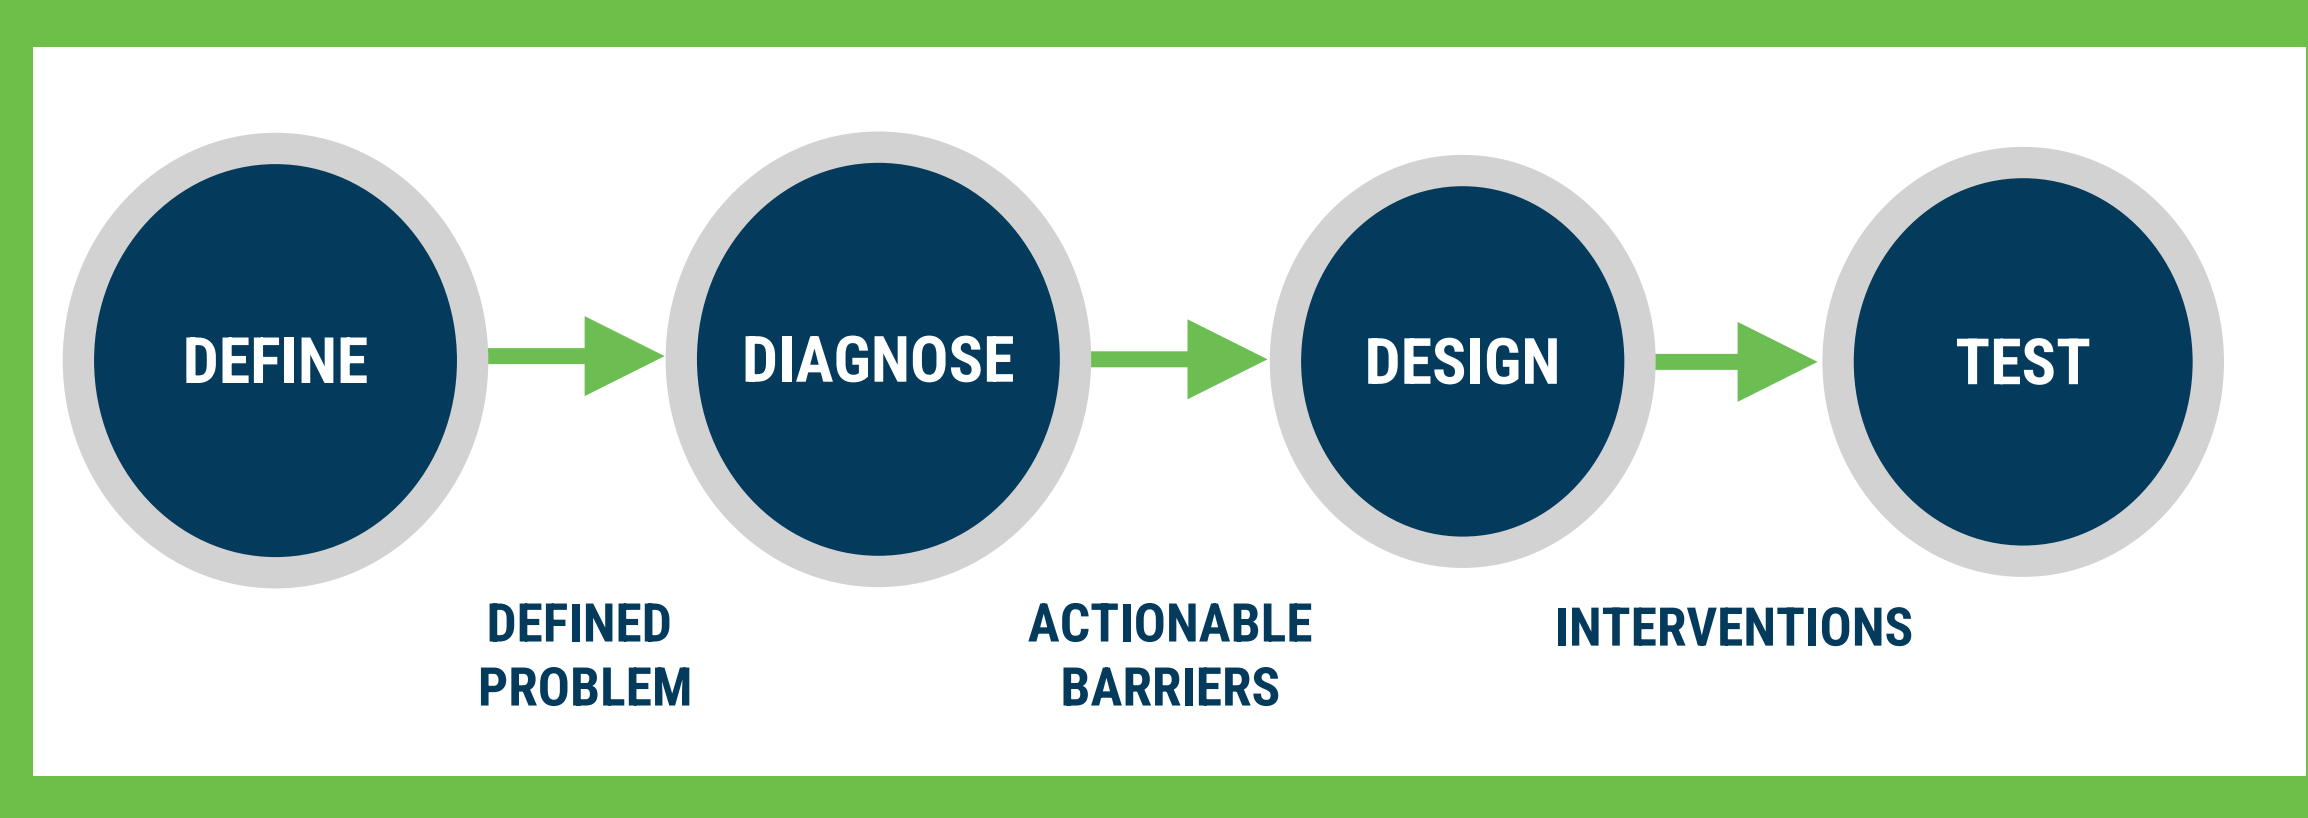 DEFINE
DIAGNOSE
DESIGN
TEST
DEFINED
PROBLEM
ACTIONABLE
BARRIERS
INTERVENTIONS